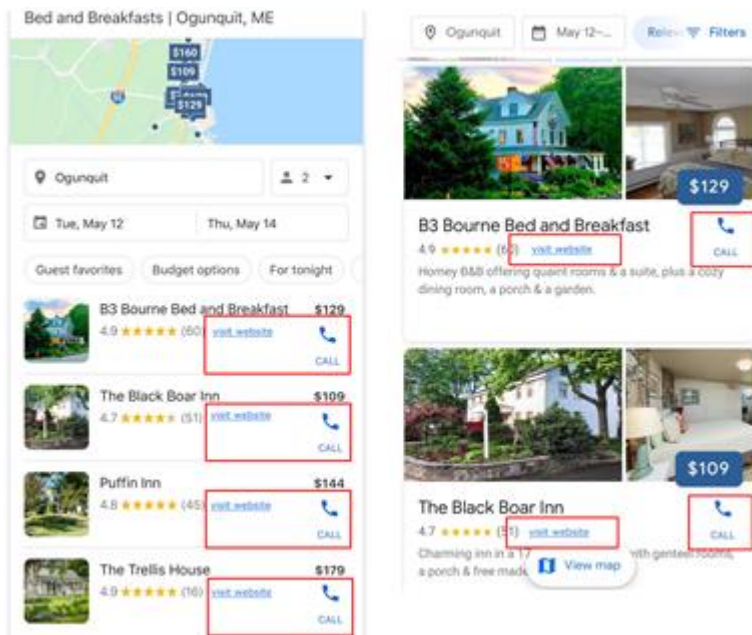 Bed and Breakfasts | Ogunquit, ME
$160
$109
$129
Ogunquit
2
Tue, May 12
Thu, May 14
Guest favorites
Budget options
For tonight
B3 Bourne Bed and Breakfast
$129
4.9
(60)
visit website
CALL
The Black Boar Inn
$109
4.7
(51)
visit website
CALL
Puffin Inn
$144
4.8
(45)
visit website
CALL
The Trellis House
$179
4.9
(16)
visit website
CALL
Ogunquit
May 12–...
Filters
$129
B3 Bourne Bed and Breakfast
4.9
(60)
visit website
CALL
Homey B&B offering quaint rooms & a suite, plus a cozy
dining room, a porch & a garden.
$109
The Black Boar Inn
4.7
(51)
visit website
CALL
Charming inn in a 17
with genteel rooms,
a porch & free made
View map